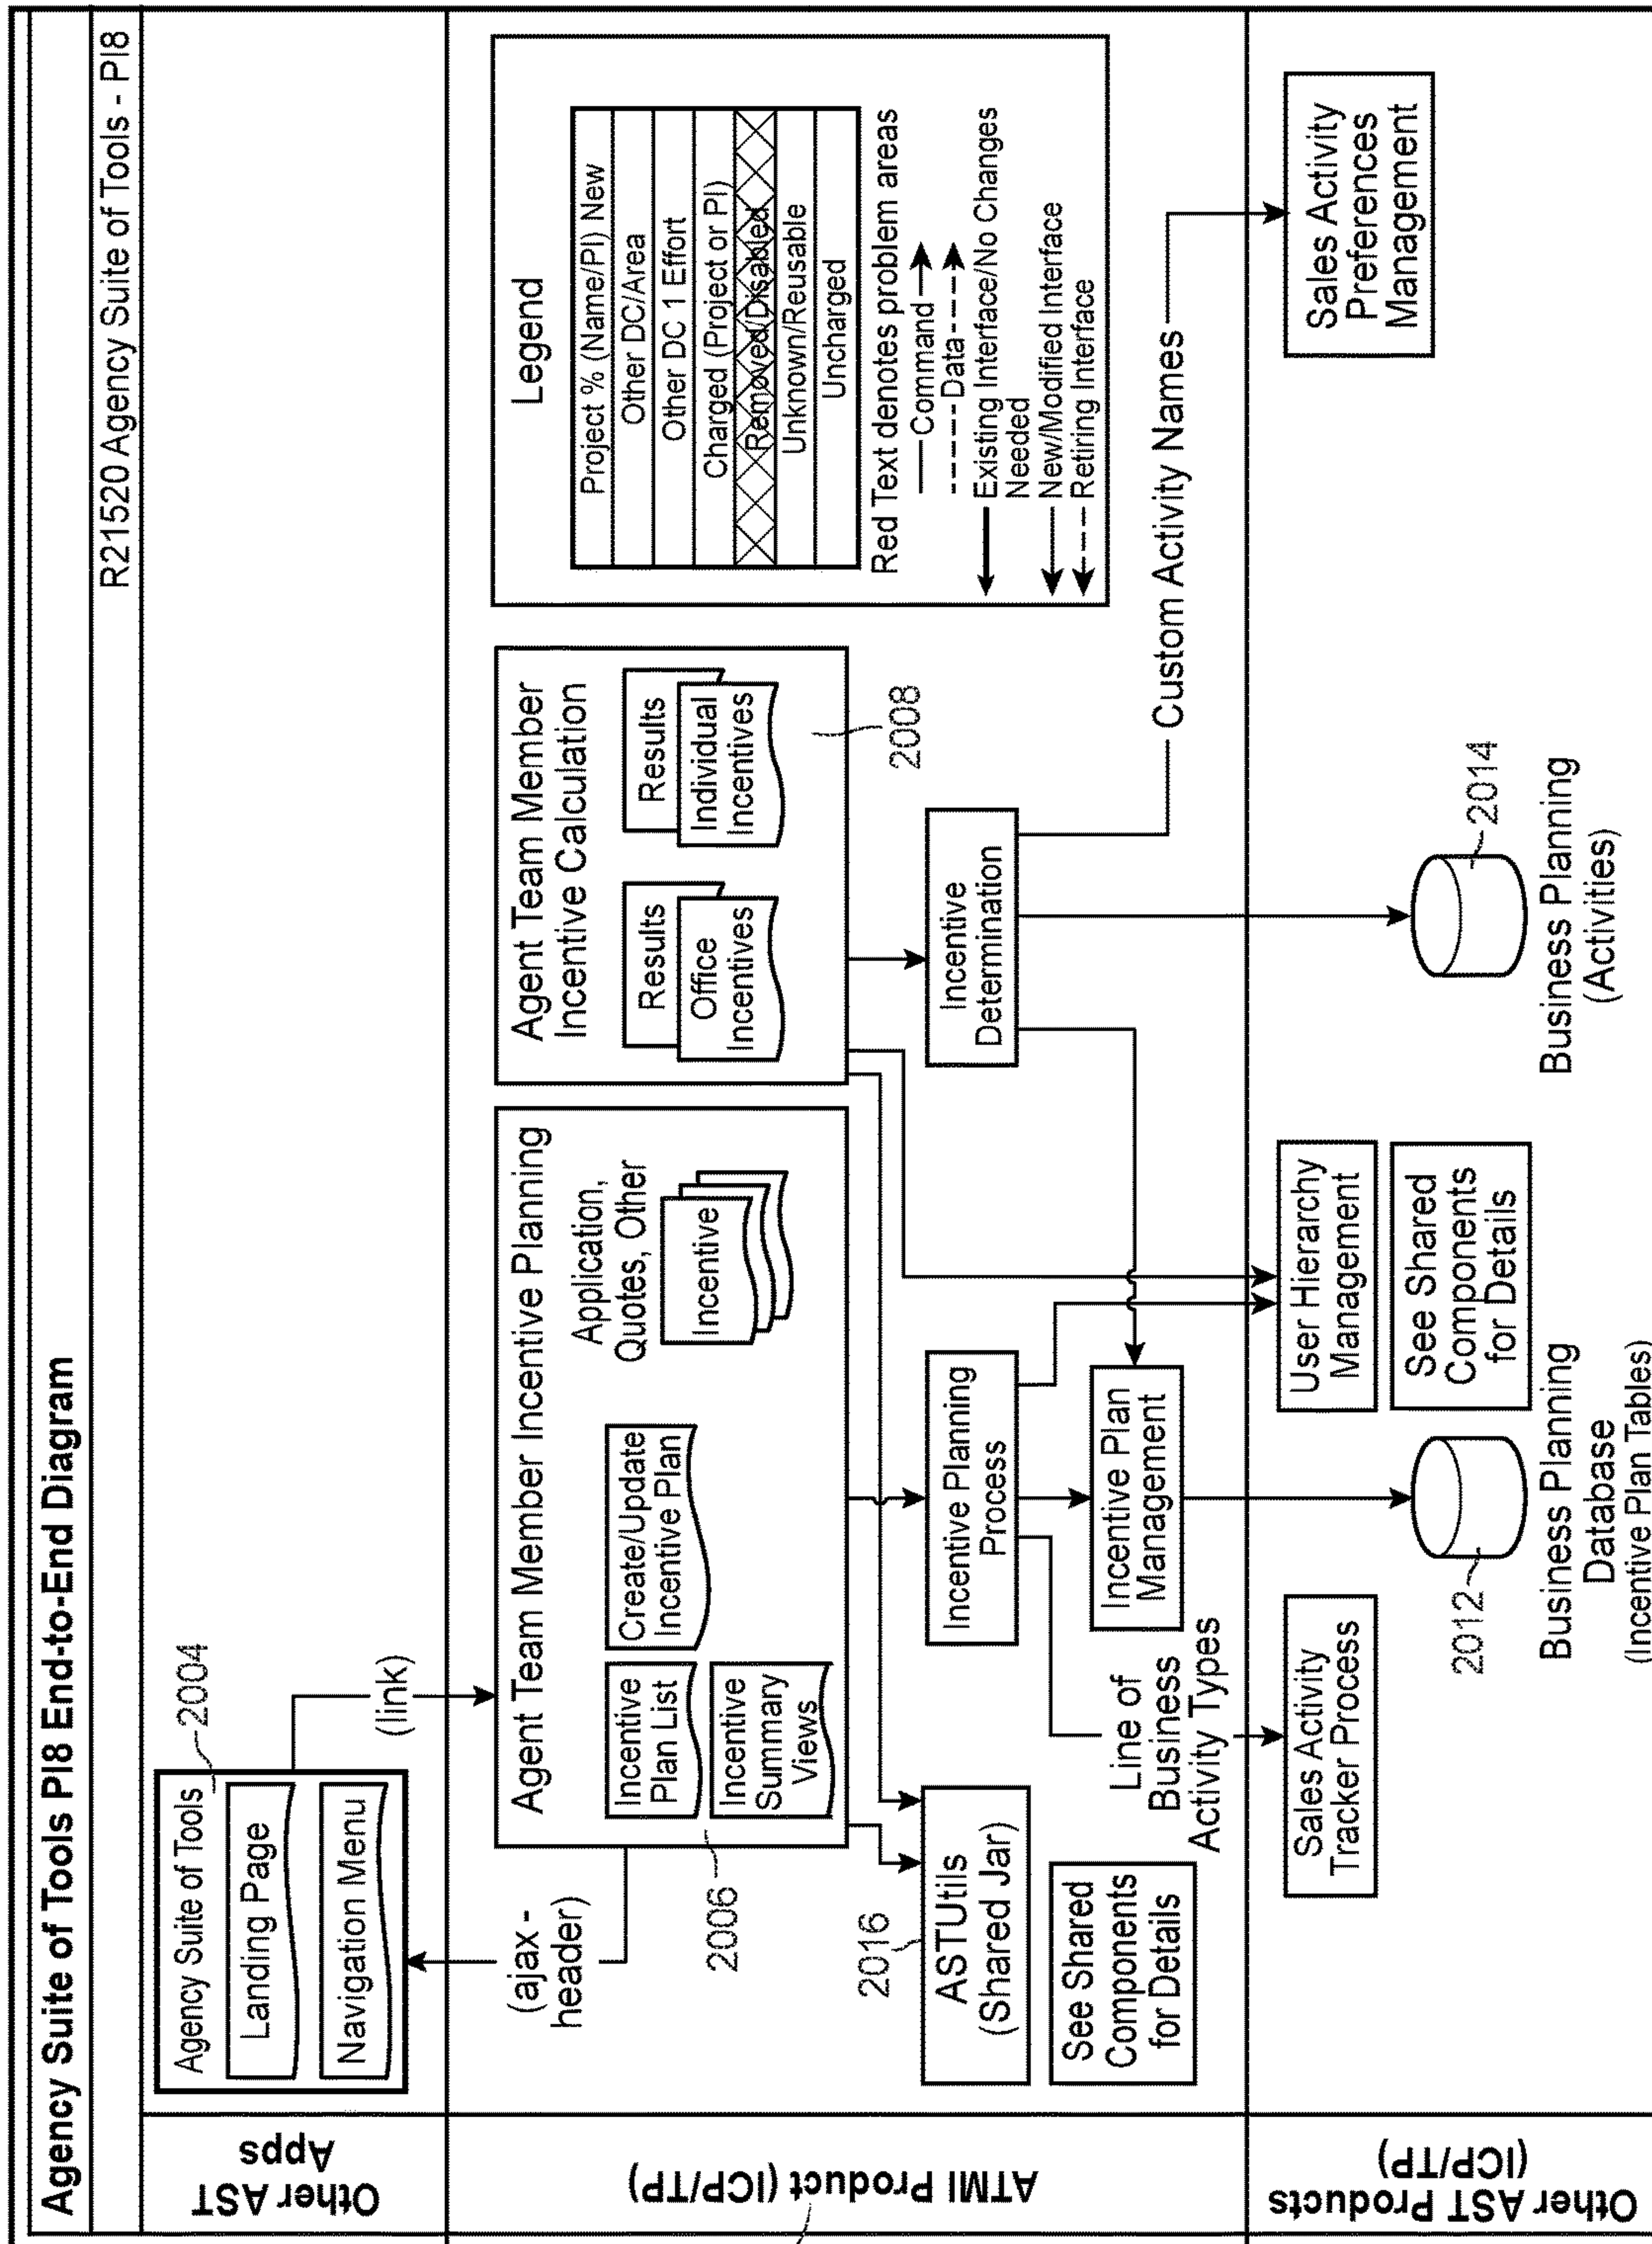 Agency Suite of Tools PI8 End-to-End Diagram
R21520 Agency Suite of Tools - PI8
Other AST
Apps
Agency Suite of Tools
2004
Landing Page
Navigation Menu
(link)
(ajax -
header)
ATMI Product (ICP/TP)
Agent Team Member Incentive Planning
Incentive
Plan List
Create/Update
Incentive Plan
Application,
Quotes, Other
Incentive
Incentive
Summary
Views
2006
Agent Team Member
Incentive Calculation
Results
Office
Incentives
Results
Individual
Incentives
2008
Legend
Project % (Name/PI) New
Other DC/Area
Other DC 1 Effort
Charged (Project or PI)
Removed/Disabled
Unknown/Reusable
Uncharged
Red Text denotes problem areas
Command
Data
Existing Interface/No Changes
Needed
New/Modified Interface
Retiring Interface
2016
ASTUtils
(Shared Jar)
See Shared
Components
for Details
Incentive Planning
Process
Incentive
Determination
Incentive Plan
Management
Line of
Business
Activity Types
Custom Activity Names
Other AST Products
(ICP/TP)
Sales Activity
Tracker Process
User Hierarchy
Management
See Shared
Components
for Details
Sales Activity
Preferences
Management
2012
Business Planning
Database
(Incentive Plan Tables)
2014
Business Planning
(Activities)